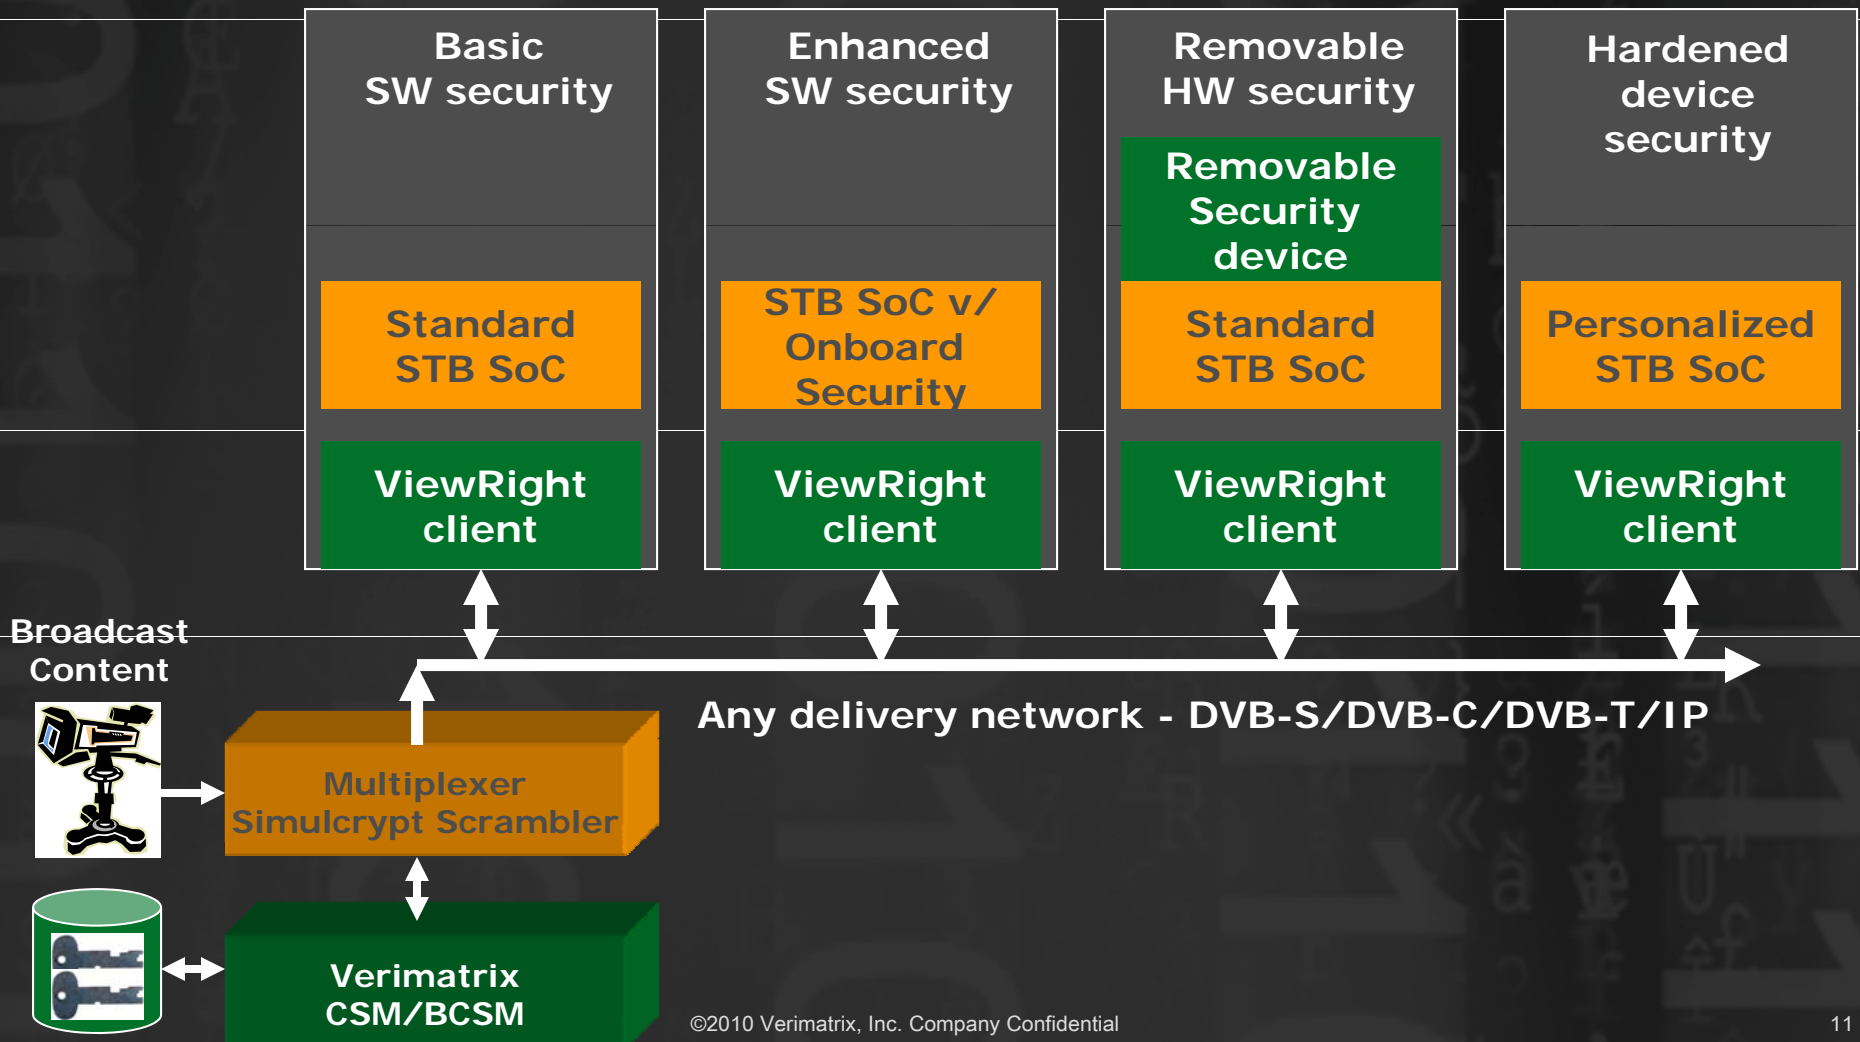 Basic
SW security
Enhanced
SW security
Removable
HW security
Hardened
device
security
Removable
Security
device
Standard
STB SoC
STB SoC v/
Onboard
Security
Standard
STB SoC
Personalized
STB SoC
ViewRight
client
ViewRight
client
ViewRight
client
ViewRight
client
Broadcast
Content
Any delivery network - DVB-S/DVB-C/DVB-T/IP
Multiplexer
Simulcrypt Scrambler
Verimatrix
CSM/BCSM
©2010 Verimatrix, Inc. Company Confidential
11